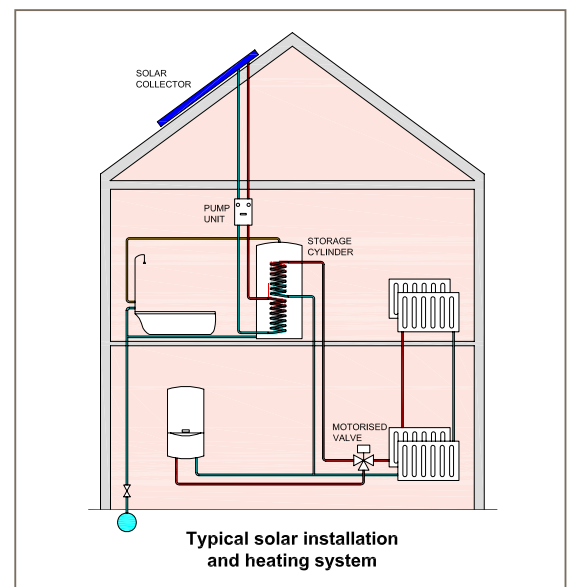 SOLAR
COLLECTOR
PUMP
UNIT
STORAGE
CYLINDER
MOTORISED
VALVE
Typical solar installation
and heating system